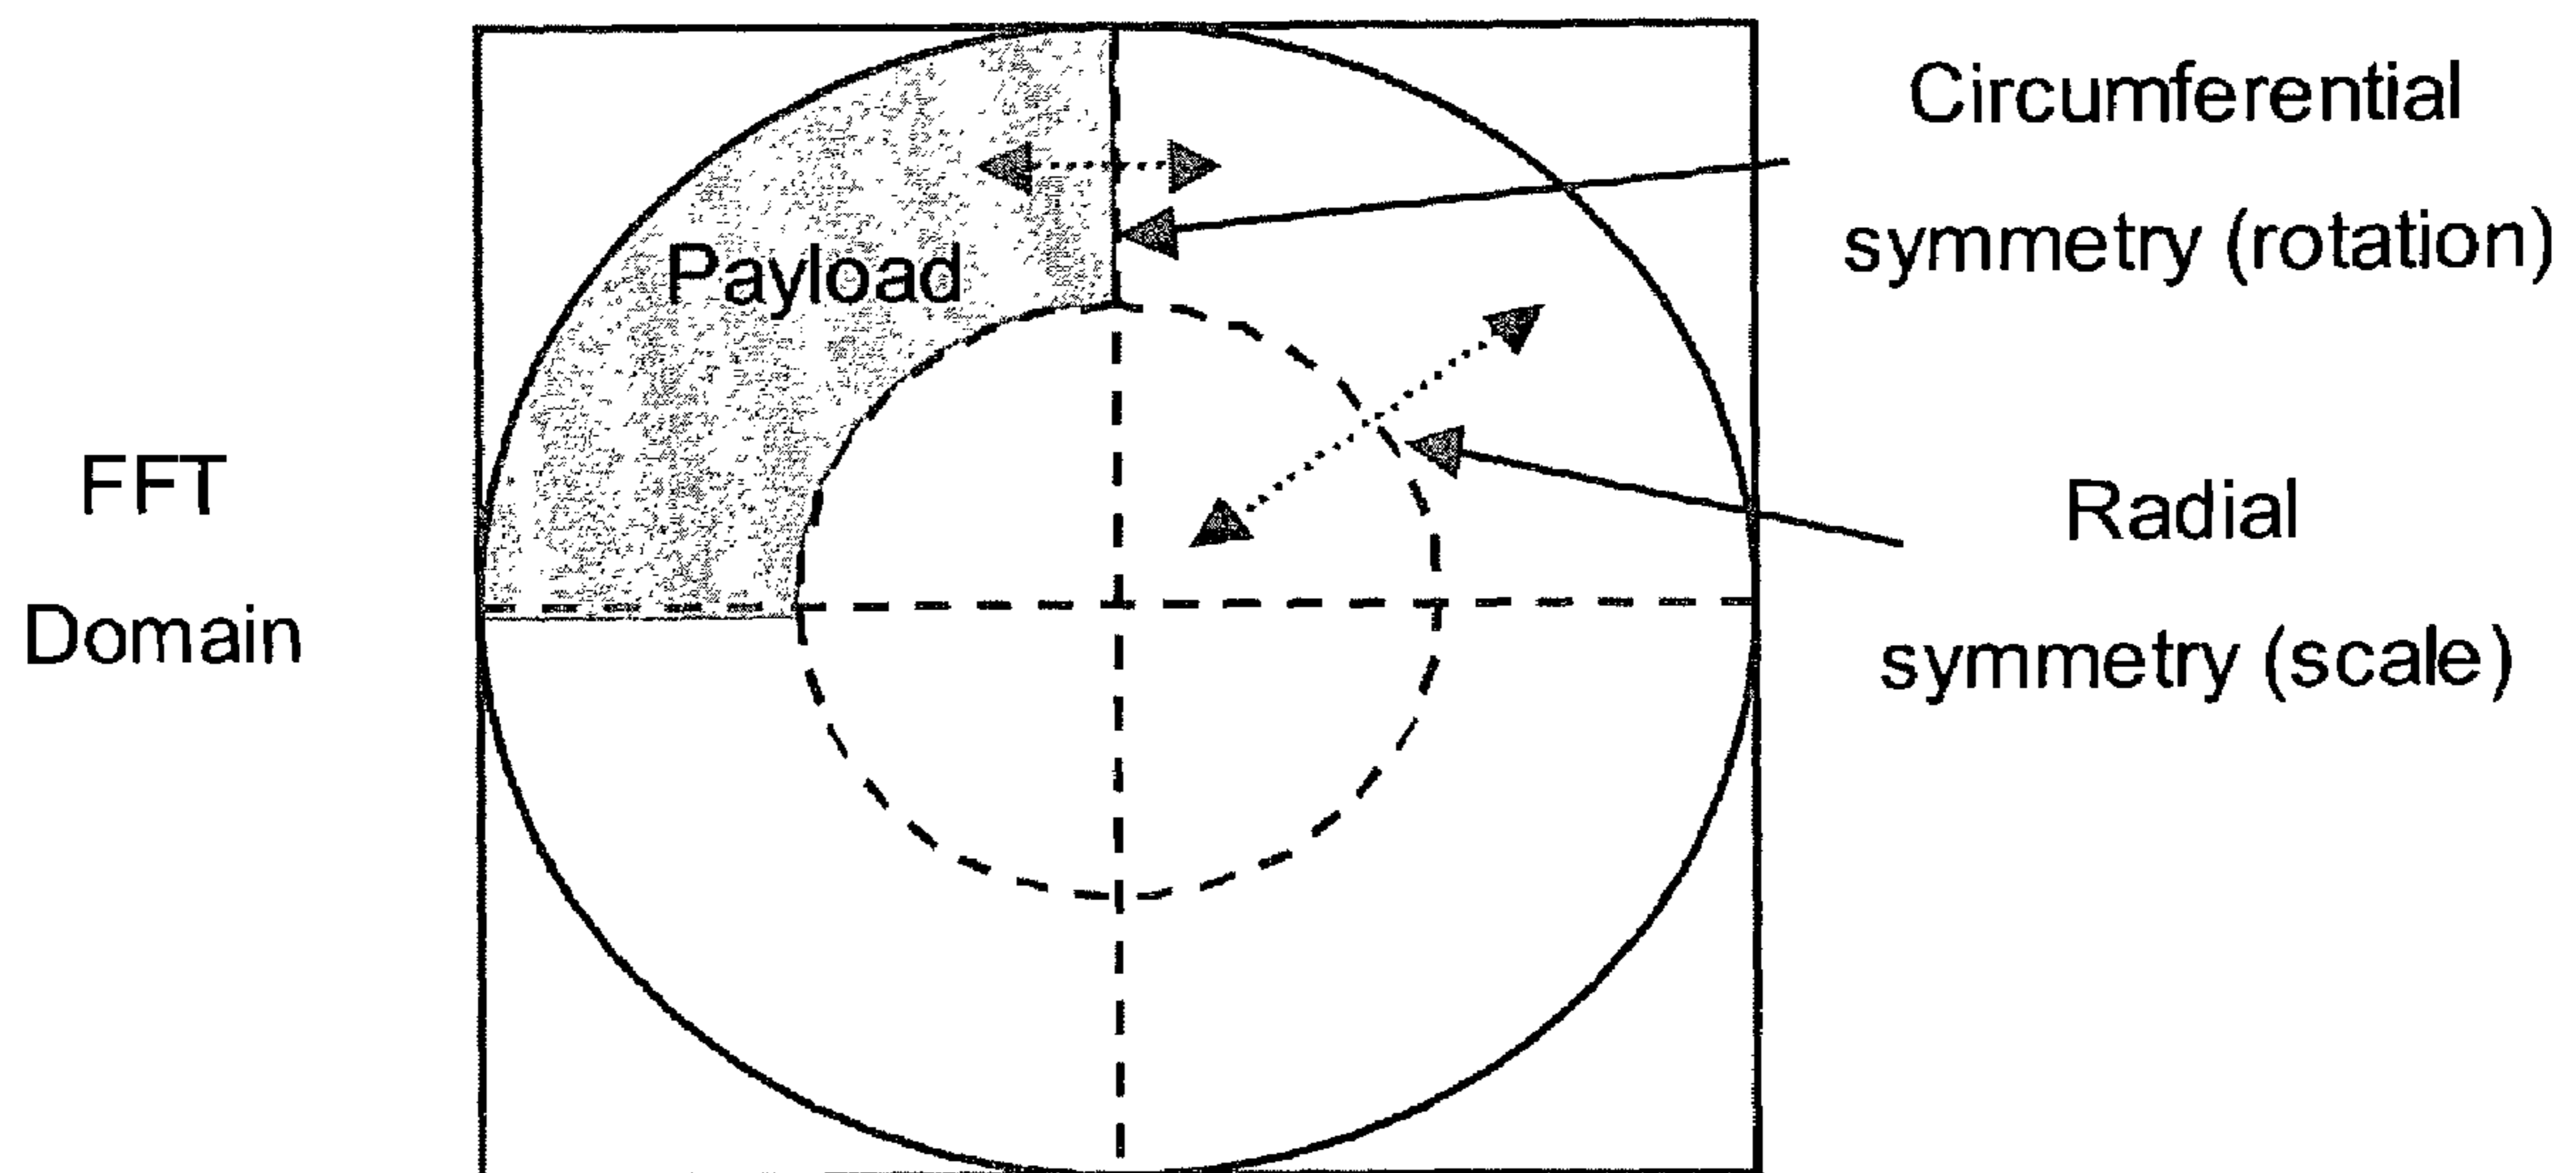 Circumferential
symmetry (rotation)
Payload
FFT
Domain
Radial
symmetry (scale)